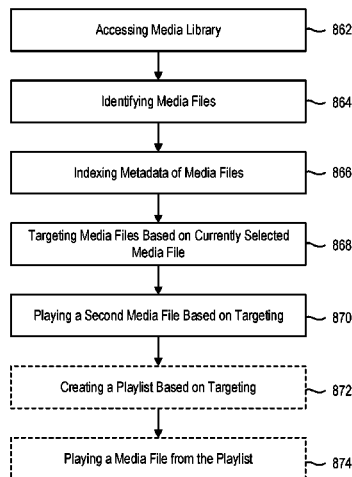 Accessing Media Library
862
Identifying Media Files
864
Indexing Metadata of Media Files
866
Targeting Media Files Based on Currently Selected
Media File
868
Playing a Second Media File Based on Targeting
870
Creating a Playlist Based on Targeting
872
Playing a Media File from the Playlist
874